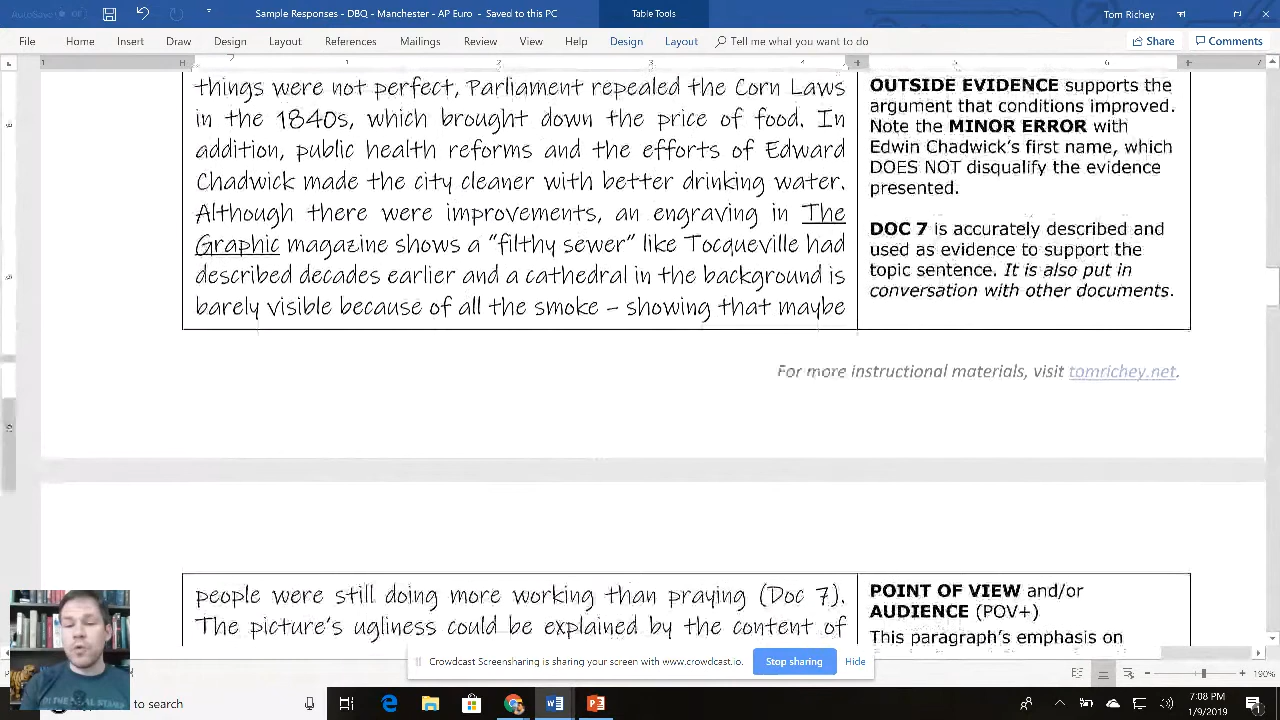 AutoSave
Sample Responses - DBQ - Manchester - AP Euro - Saved to this PC
Table Tools
Tom Richey
File Home Insert Draw Design Layout References Mailings Review View Help Design Layout Tell me what you want to do Share Comments
things were not perfect, Parliament repealed the Corn Laws
in the 1840s, which brought down the price of food. In
addition, public health reforms and the efforts of Edward
Chadwick made the city cleaner with better drinking water.
Although there were improvements, an engraving in The
Graphic magazine shows a "filthy sewer" like Tocqueville had
described decades earlier and a cathedral in the background is
barely visible because of all the smoke – showing that maybe
OUTSIDE EVIDENCE supports the
argument that conditions improved.
Note the MINOR ERROR with
Edwin Chadwick's first name, which
DOES NOT disqualify the evidence
presented.
DOC 7 is accurately described and
used as evidence to support the
topic sentence. It is also put in
conversation with other documents.
For more instructional materials, visit tomrichey.net.
people were still doing more working than praying (Doc 7).
The picture's ugliness could be explained by the content of
POINT OF VIEW and/or
AUDIENCE (POV+)
This paragraph's emphasis on
Crowdcast Screensharing is sharing your screen with www.crowdcast
Stop sharing
Hide
190%
to search
7:03 PM
1/9/2019